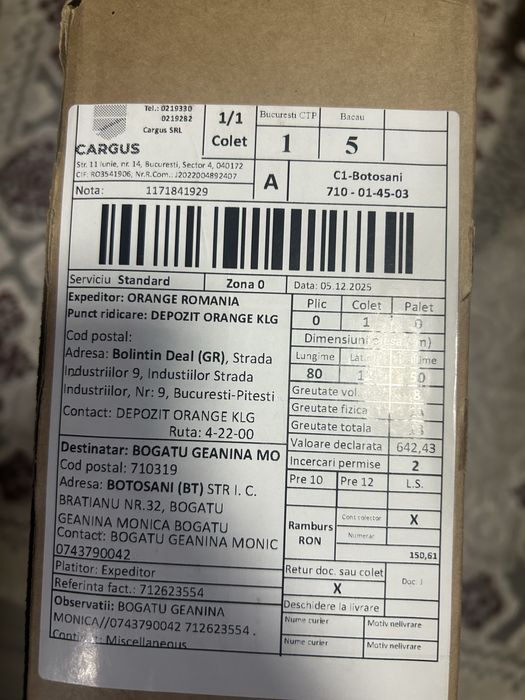 Tel.: 0219330
0219282
Cargus SRL
CARGUS
Str. 11 Iunie, nr. 14, Bucuresti, Sector 4, 040172
CIF: RO3541906, Nr.R.Com.: J2022004892407
Nota: 1171841929
1/1
Colet
Bucuresti CTP
Bacau
1
5
A
C1-Botosani
710 - 01-45-03
Serviciu Standard
Zona 0
Data: 05.12.2025
Expeditor: ORANGE ROMANIA
Punct ridicare: DEPOZIT ORANGE KLG
Cod postal:
Adresa: Bolintin Deal (GR), Strada
Industriilor 9, Industiilor Strada
Industriilor, Nr: 9, Bucuresti-Pitesti
Contact: DEPOZIT ORANGE KLG
Ruta: 4-22-00
Plic Colet Palet
0 1 0
Dimensiuni
Lungime
80
Greutate vol.
Greutate fizica
Greutate totala
Valoare declarata 642,43
Incercari permise 2
Pre 10 Pre 12 L.S.
Ramburs
RON
Cont colector X
Numerar
150,61
Retur doc. sau colet
X
Doc.
Deschidere la livrare
Nume curier Motiv nelivrare
Nume curier Motiv nelivrare
Destinatar: BOGATU GEANINA MO
Cod postal: 710319
Adresa: BOTOSANI (BT) STR I. C.
BRATIANU NR.32, BOGATU
GEANINA MONICA BOGATU
Contact: BOGATU GEANINA MONIC
0743790042
Platitor: Expeditor
Referinta fact.: 712623554
Observatii: BOGATU GEANINA
MONICA//0743790042 712623554 .
Continut: Miscellaneous